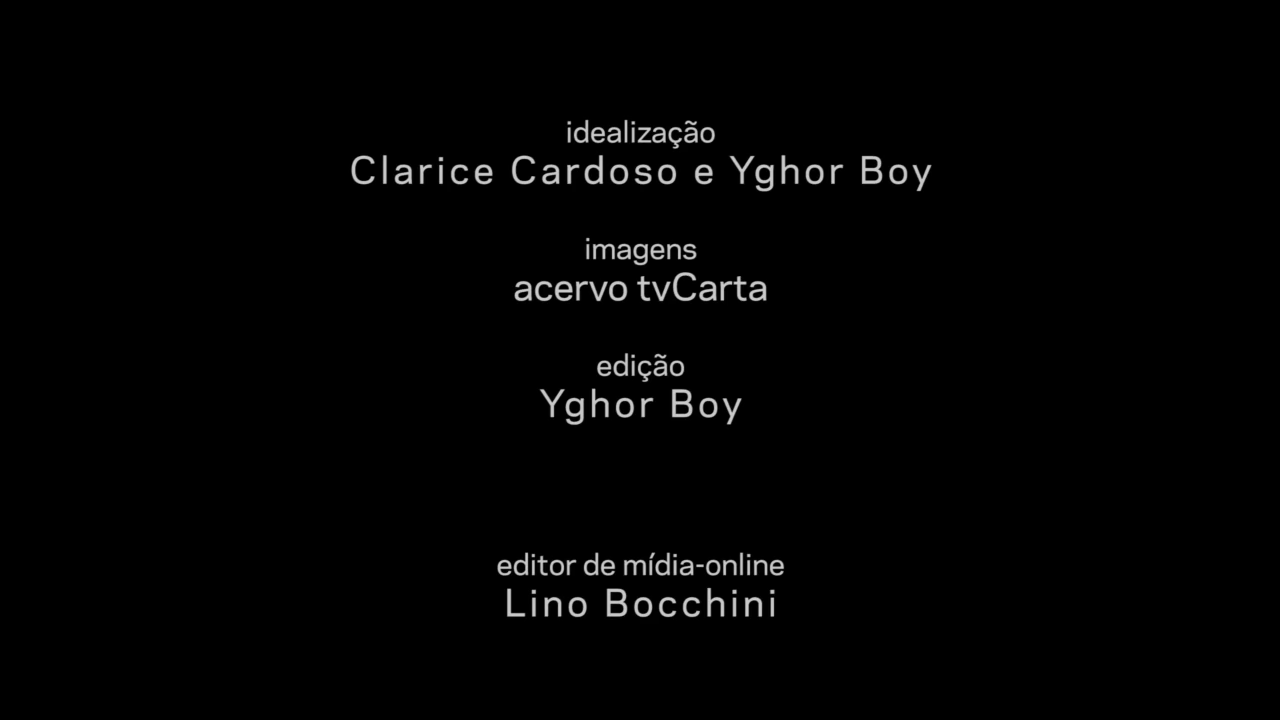 idealização
Clarice Cardoso e Yghor Boy
imagens
acervo tvCarta
edição
Yghor Boy
editor de mídia-online
Lino Bocchini